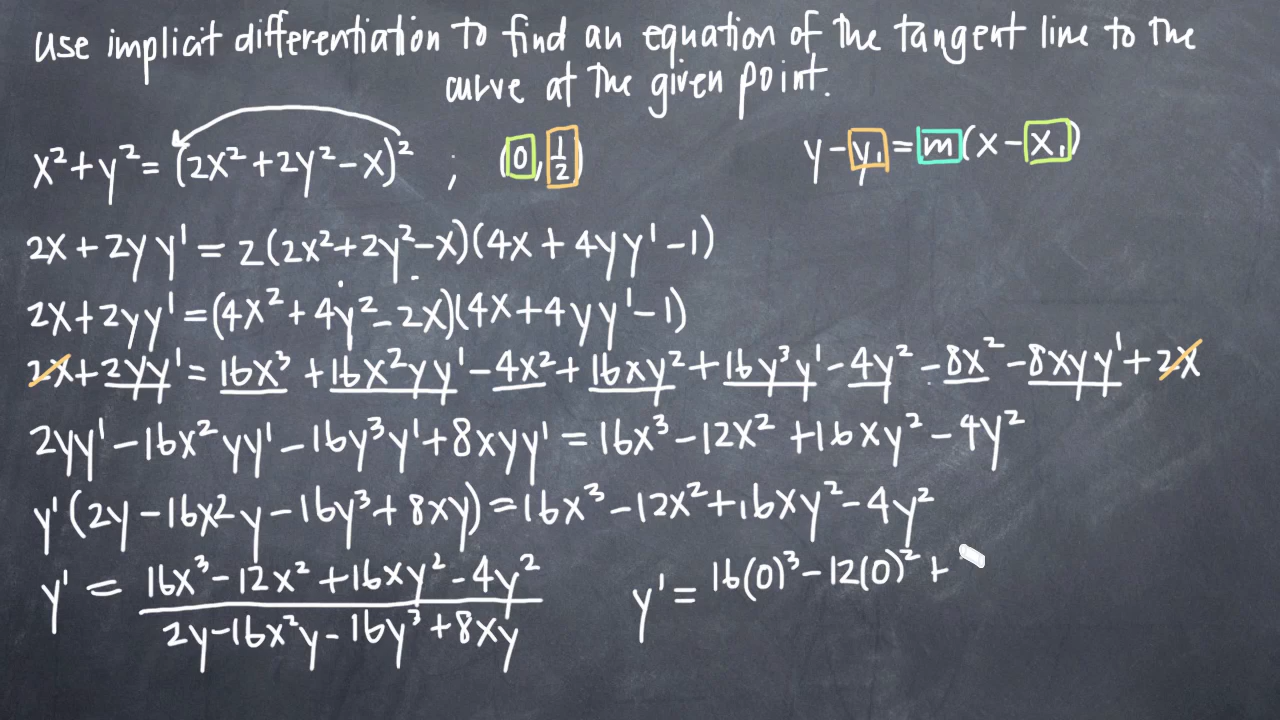 use implicit differentiation to find an equation of the tangent line to the
curve at the given point.
x² + y² = (2x² + 2y² - x)² ; (0, 1/2) y - y₁ = m(x - x₁)
2x + 2yy' = 2(2x² + 2y² - x)(4x + 4yy' - 1)
2x + 2yy' = (4x² + 4y² - 2x)(4x + 4yy' - 1)
2x + 2yy' = 16x³ + 16x²yy' - 4x² + 16xy² + 16y³y' - 4y² - 8x² - 8xyy' + 2x
2yy' - 16x²yy' - 16y³y' + 8xyy' = 16x³ - 12x² + 16xy² - 4y²
y'(2y - 16x²y - 16y³ + 8xy) = 16x³ - 12x² + 16xy² - 4y²
y' = (16x³ - 12x² + 16xy² - 4y²)/(2y - 16x²y - 16y³ + 8xy) y' = 16(0)³ - 12(0)² +